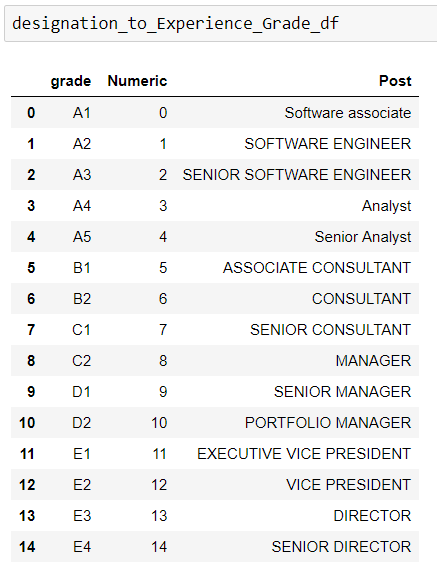 designation_to_Experience_Grade_df
grade Numeric Post
0 A1 0 Software associate
1 A2 1 SOFTWARE ENGINEER
2 A3 2 SENIOR SOFTWARE ENGINEER
3 A4 3 Analyst
4 A5 4 Senior Analyst
5 B1 5 ASSOCIATE CONSULTANT
6 B2 6 CONSULTANT
7 C1 7 SENIOR CONSULTANT
8 C2 8 MANAGER
9 D1 9 SENIOR MANAGER
10 D2 10 PORTFOLIO MANAGER
11 E1 11 EXECUTIVE VICE PRESIDENT
12 E2 12 VICE PRESIDENT
13 E3 13 DIRECTOR
14 E4 14 SENIOR DIRECTOR